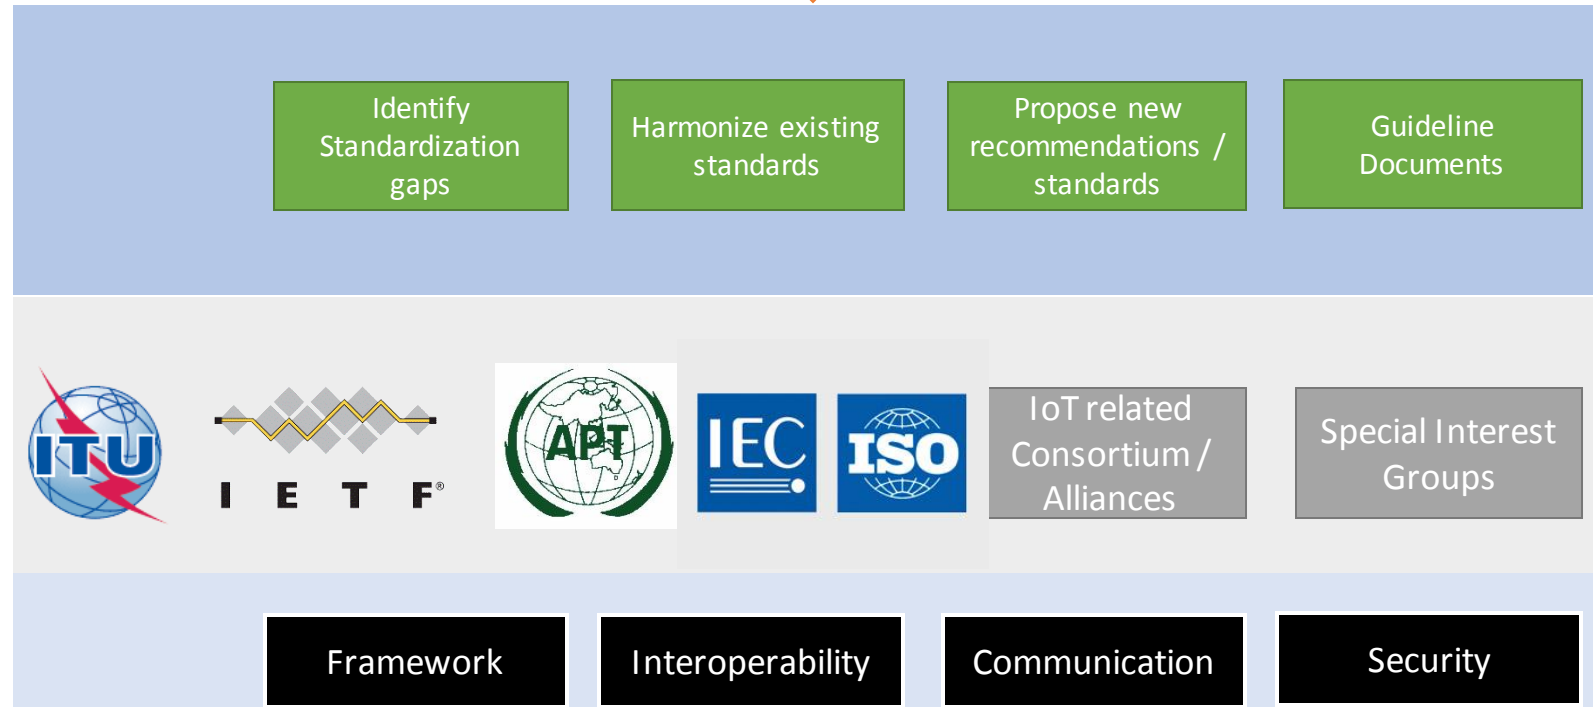 Identify
Standardization
gaps
Harmonize existing
standards
Propose new
recommendations /
standards
Guideline
Documents
ITU
I E T F®
APT
IEC
ISO
IoT related
Consortium /
Alliances
Special Interest
Groups
Framework
Interoperability
Communication
Security